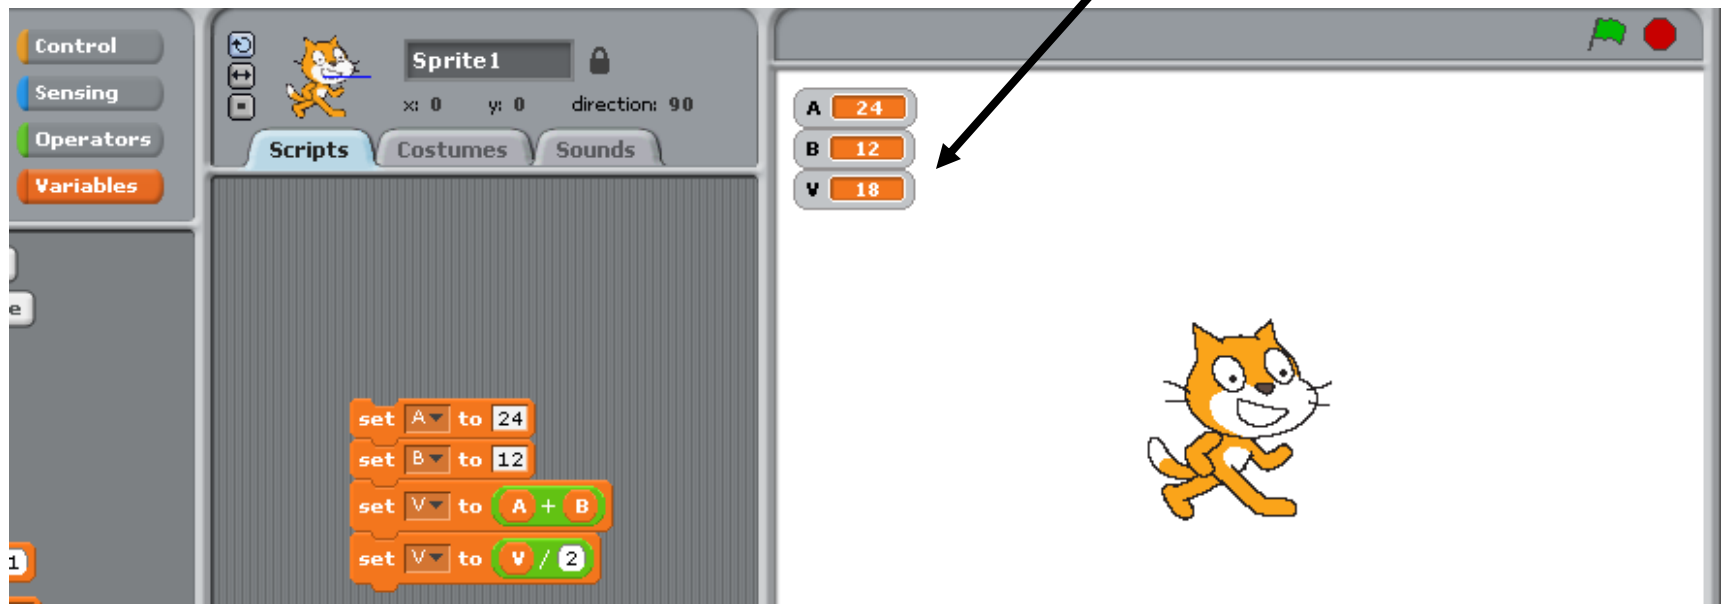 Control
Sensing
Operators
Variables
e
1
Sprite1
x: 0 y: 0 direction: 90
Scripts Costumes Sounds
set A to 24
set B to 12
set V to A + B
set V to V / 2
A 24
B 12
V 18